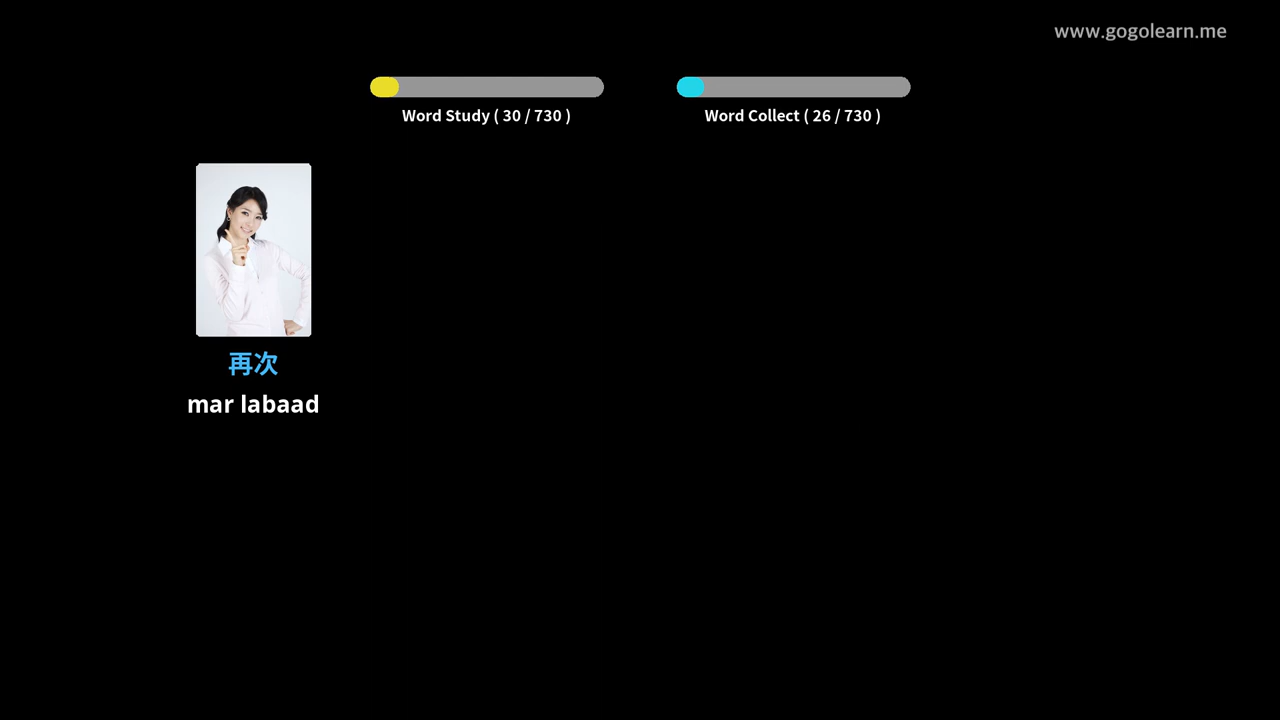 www.gogolearn.me
Word Study ( 30 / 730 )
Word Collect ( 26 / 730 )
再次
mar labaad